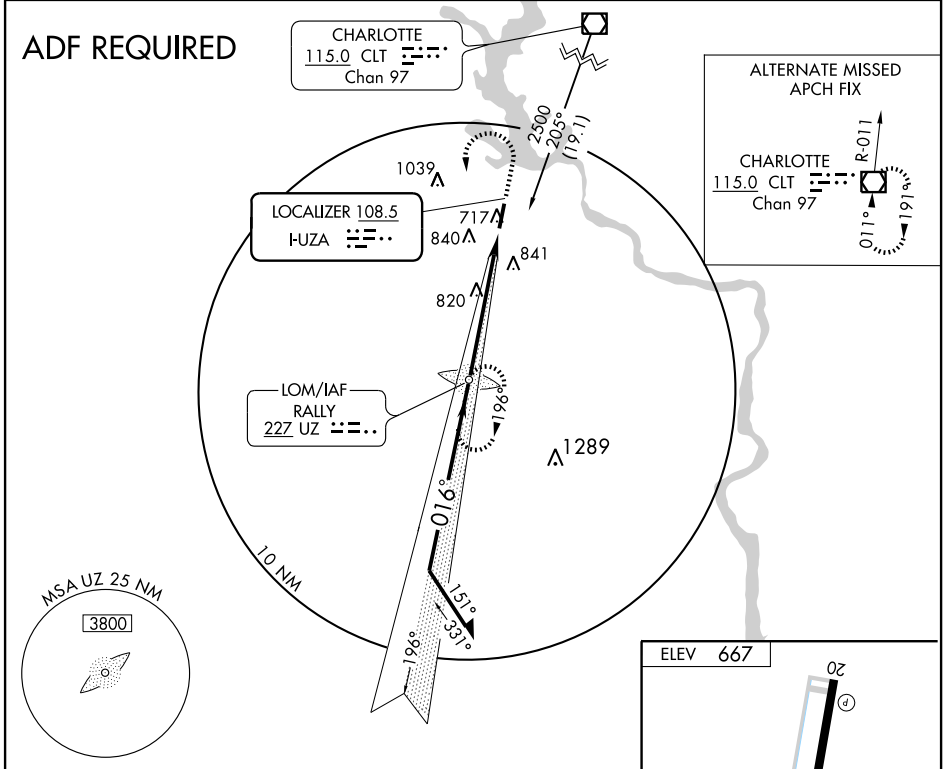 ADF REQUIRED
CHARLOTTE
115.0 CLT
Chan 97
2500
205°
(19.1)
ALTERNATE MISSED
APCH FIX
CHARLOTTE
115.0 CLT
Chan 97
R-011
011°
191°
1039
LOCALIZER 108.5
I-UZA
717
840
841
820
LOM/IAF
RALLY
227 UZ
196°
1289
016°
10 NM
151°
331°
196°
MSA UZ 25 NM
3800
ELEV 667
20
P